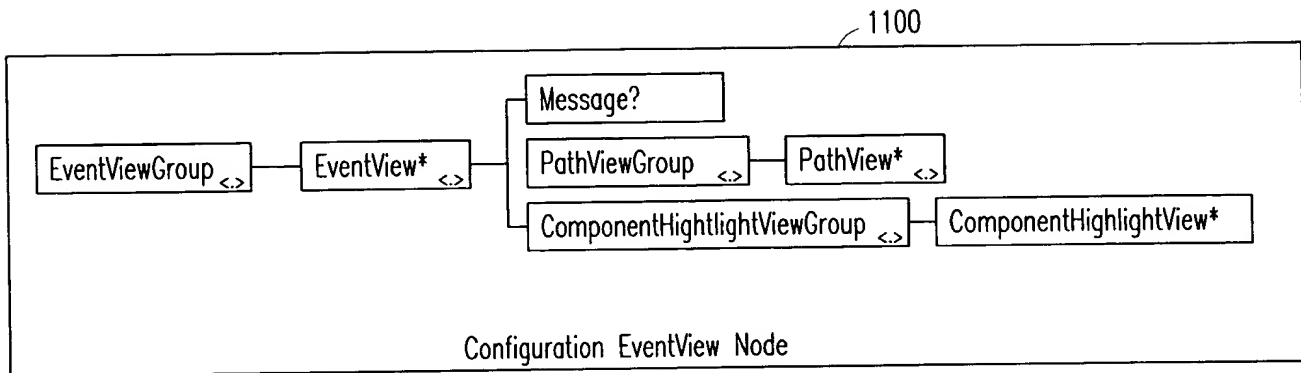 1100
Message?
EventViewGroup <.>
EventView* <.>
PathViewGroup <.>
PathView* <.>
ComponentHightlightViewGroup <.>
ComponentHighlightView*
Configuration EventView Node